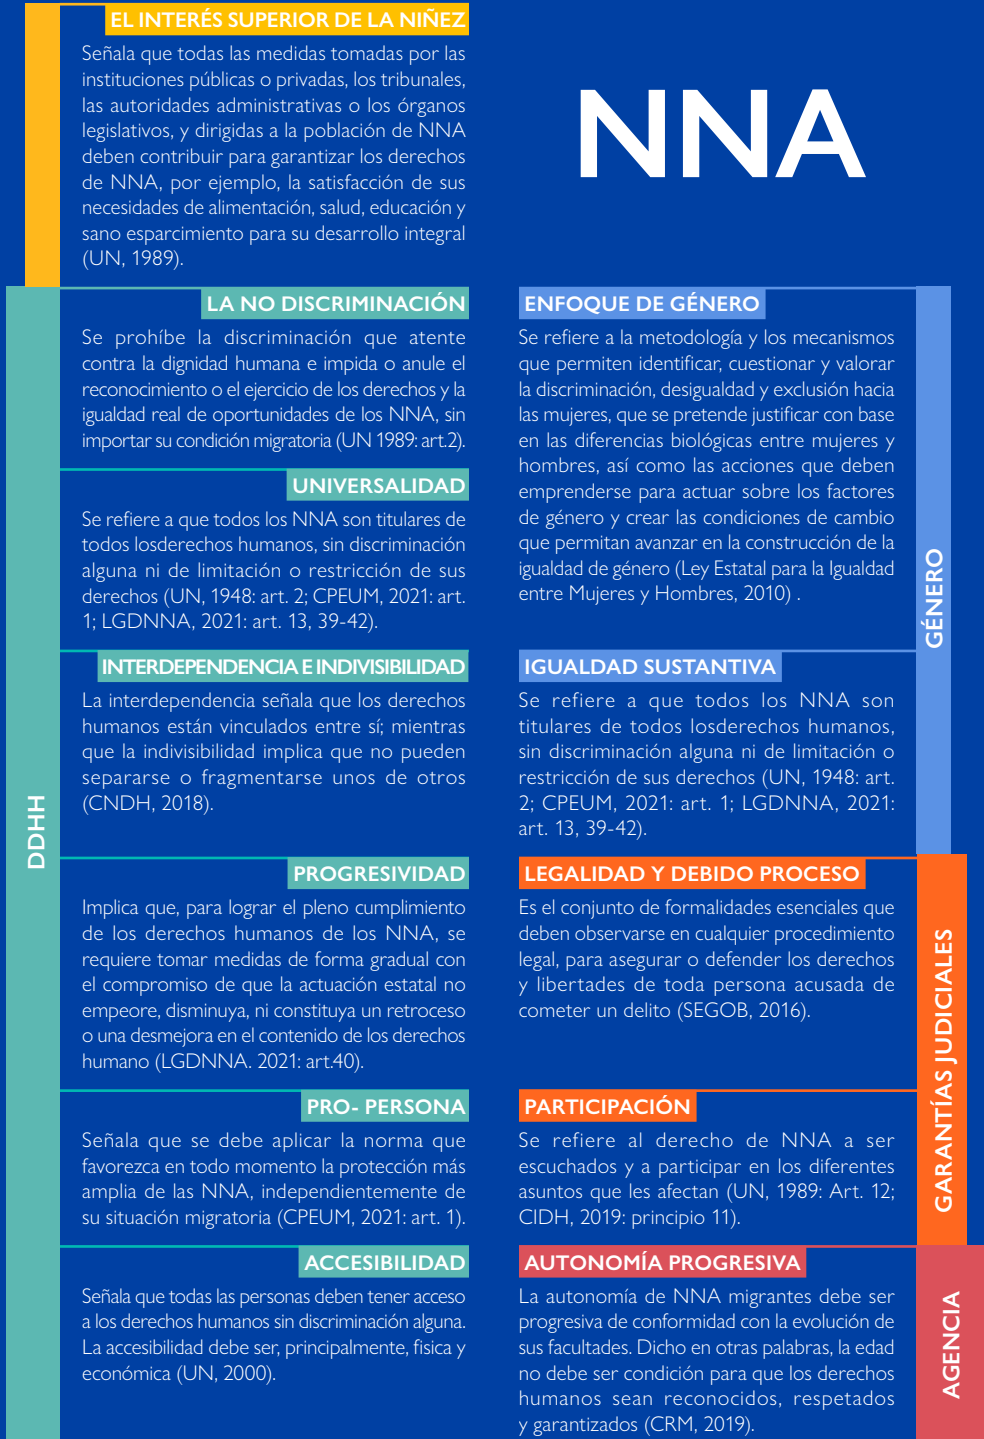 EL INTERÉS SUPERIOR DE LA NIÑEZ
Señala que todas las medidas tomadas por las
instituciones públicas o privadas, los tribunales,
las autoridades administrativas o los órganos
legislativos, y dirigidas a la población de NNA
deben contribuir para garantizar los derechos
de NNA, por ejemplo, la satisfacción de sus
necesidades de alimentación, salud, educación y
sano esparcimiento para su desarrollo integral
(UN, 1989).
NNA
DDHH
LA NO DISCRIMINACIÓN
Se prohíbe la discriminación que atente
contra la dignidad humana e impida o anule el
reconocimiento o el ejercicio de los derechos y la
igualdad real de oportunidades de los NNA, sin
importar su condición migratoria (UN 1989: art.2).
UNIVERSALIDAD
Se refiere a que todos los NNA son titulares de
todos losderechos humanos, sin discriminación
alguna ni de limitación o restricción de sus
derechos (UN, 1948: art. 2; CPEUM, 2021: art.
1; LGDNNA, 2021: art. 13, 39-42).
INTERDEPENDENCIA E INDIVISIBILIDAD
La interdependencia señala que los derechos
humanos están vinculados entre sí; mientras
que la indivisibilidad implica que no pueden
separarse o fragmentarse unos de otros
(CNDH, 2018).
PROGRESIVIDAD
Implica que, para lograr el pleno cumplimiento
de los derechos humanos de los NNA, se
requiere tomar medidas de forma gradual con
el compromiso de que la actuación estatal no
empeore, disminuya, ni constituya un retroceso
o una desmejora en el contenido de los derechos
humano (LGDNNA. 2021: art.40).
PRO- PERSONA
Señala que se debe aplicar la norma que
favorezca en todo momento la protección más
amplia de las NNA, independientemente de
su situación migratoria (CPEUM, 2021: art. 1).
ACCESIBILIDAD
Señala que todas las personas deben tener acceso
a los derechos humanos sin discriminación alguna.
La accesibilidad debe ser, principalmente, fisica y
económica (UN, 2000).
GÉNERO
ENFOQUE DE GÉNERO
Se refiere a la metodología y los mecanismos
que permiten identificar, cuestionar y valorar
la discriminación, desigualdad y exclusión hacia
las mujeres, que se pretende justificar con base
en las diferencias biológicas entre mujeres y
hombres, así como las acciones que deben
emprenderse para actuar sobre los factores
de género y crear las condiciones de cambio
que permitan avanzar en la construcción de la
igualdad de género (Ley Estatal para la Igualdad
entre Mujeres y Hombres, 2010) .
IGUALDAD SUSTANTIVA
Se refiere a que todos los NNA son
titulares de todos losderechos humanos,
sin discriminación alguna ni de limitación o
restricción de sus derechos (UN, 1948: art.
2; CPEUM, 2021: art. 1; LGDNNA, 2021:
art. 13, 39-42).
GARANTÍAS JUDICIALES
LEGALIDAD Y DEBIDO PROCESO
Es el conjunto de formalidades esenciales que
deben observarse en cualquier procedimiento
legal, para asegurar o defender los derechos
y libertades de toda persona acusada de
cometer un delito (SEGOB, 2016).
PARTICIPACIÓN
Se refiere al derecho de NNA a ser
escuchados y a participar en los diferentes
asuntos que les afectan (UN, 1989: Art. 12;
CIDH, 2019: principio 11).
AGENCIA
AUTONOMÍA PROGRESIVA
La autonomía de NNA migrantes debe ser
progresiva de conformidad con la evolución de
sus facultades. Dicho en otras palabras, la edad
no debe ser condición para que los derechos
humanos sean reconocidos, respetados
y garantizados (CRM, 2019).